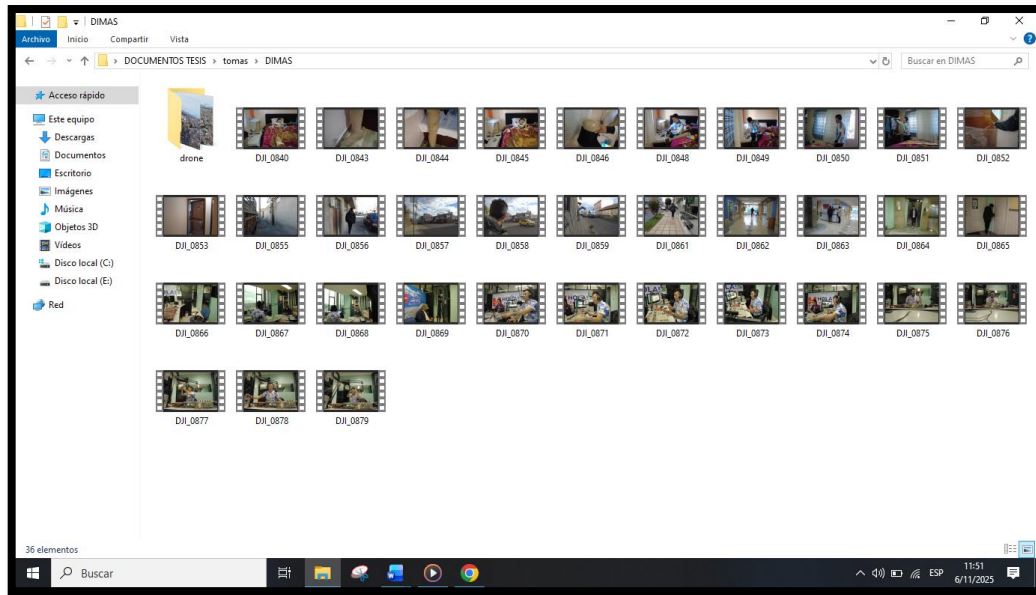 DIMAS
Archivo Inicio Compartir Vista
DOCUMENTOS TESIS > tomas > DIMAS
Buscar en DIMAS
Acceso rápido
Este equipo
Descargas
Documentos
Escritorio
Imágenes
Música
Objetos 3D
Vídeos
Disco local (C:)
Disco local (E:)
Red
drone DJI_0840 DJI_0843 DJI_0844 DJI_0845 DJI_0846 DJI_0848 DJI_0849 DJI_0850 DJI_0851 DJI_0852
DJI_0853 DJI_0855 DJI_0856 DJI_0857 DJI_0858 DJI_0859 DJI_0861 DJI_0862 DJI_0863 DJI_0864 DJI_0865
DJI_0866 DJI_0867 DJI_0868 DJI_0869 DJI_0870 DJI_0871 DJI_0872 DJI_0873 DJI_0874 DJI_0875 DJI_0876
DJI_0877 DJI_0878 DJI_0879
36 elementos
Buscar
ESP
11:51
6/11/2025